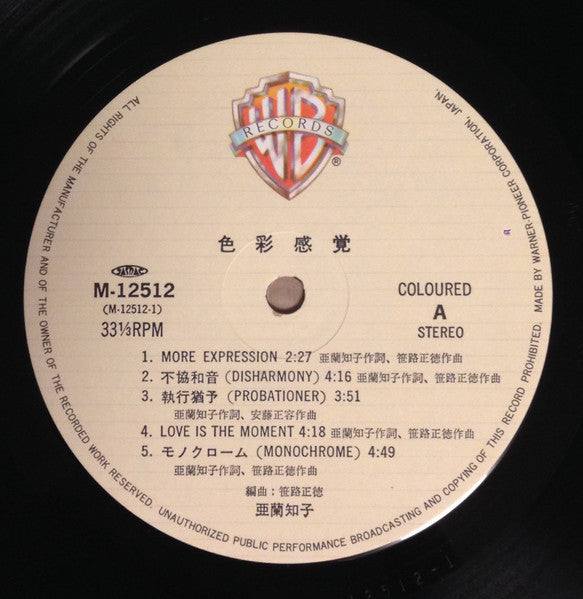 ALL RIGHTS OF THE MANUFACTURER AND OF THE OWNER OF THE RECORDED WORK RESERVED. UNAUTHORIZED PUBLIC PERFORMANCE BROADCASTING AND COPYING OF THIS RECORD PROHIBITED. MADE BY WARNER-PIONEER CORPORATION, JAPAN.
WB
RECORDS
®
色彩感覚
JASRAC
M-12512
(M-12512-1)
33⅓RPM
COLOURED
A
STEREO
1. MORE EXPRESSION 2:27 亜蘭知子作詞、笹路正徳作曲
2. 不協和音 (DISHARMONY) 4:16 亜蘭知子作詞、笹路正徳作曲
3. 執行猶予 (PROBATIONER) 3:51
亜蘭知子作詞、安藤正容作曲
4. LOVE IS THE MOMENT 4:18 亜蘭知子作詞、笹路正徳作曲
5. モノクローム (MONOCHROME) 4:49
亜蘭知子作詞、笹路正徳作曲
編曲：笹路正徳
亜蘭知子